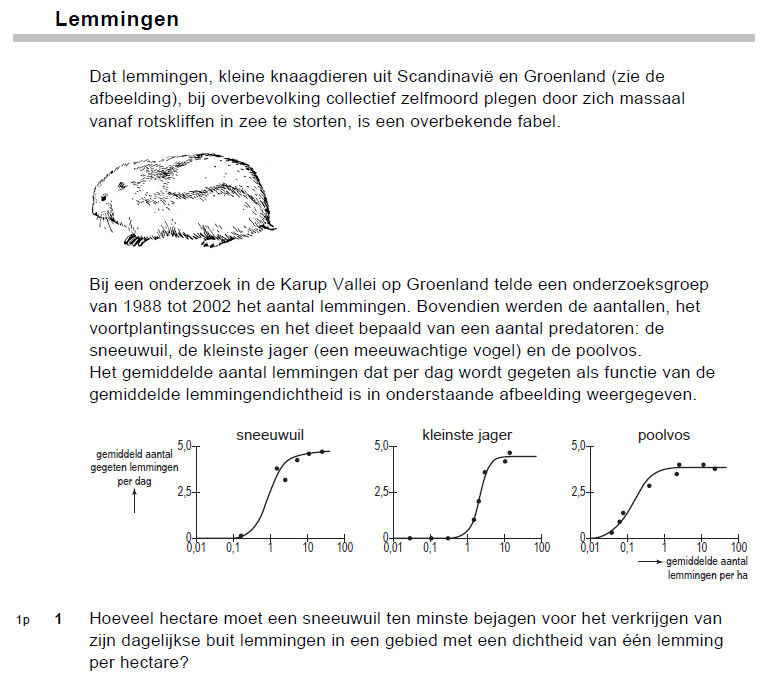 Lemmingen
Dat lemmingen, kleine knaagdieren uit Scandinavië en Groenland (zie de
afbeelding), bij overbevolking collectief zelfmoord plegen door zich massaal
vanaf rotskliffen in zee te storten, is een overbekende fabel.
Bij een onderzoek in de Karup Vallei op Groenland telde een onderzoeksgroep
van 1988 tot 2002 het aantal lemmingen. Bovendien werden de aantallen, het
voortplantingssucces en het dieet bepaald van een aantal predatoren: de
sneeuwuil, de kleinste jager (een meeuwachtige vogel) en de poolvos.
Het gemiddelde aantal lemmingen dat per dag wordt gegeten als functie van de
gemiddelde lemmingendichtheid is in onderstaande afbeelding weergegeven.
sneeuwuil kleinste jager poolvos
gemiddeld aantal
gegeten lemmingen
per dag
5,0 5,0 5,0
2,5 2,5 2,5
0 0 0
0,01 0,1 1 10 100 0,01 0,1 1 10 100 0,01 0,1 1 10 100
gemiddelde aantal
lemmingen per ha
1p 1 Hoeveel hectare moet een sneeuwuil ten minste bejagen voor het verkrijgen van
zijn dagelijkse buit lemmingen in een gebied met een dichtheid van één lemming
per hectare?